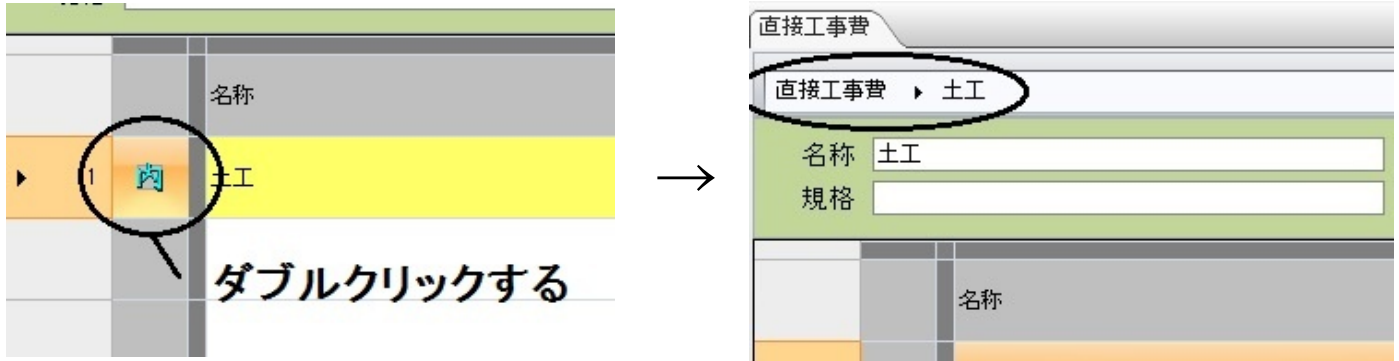 名称
1
内
土工
ダブルクリックする
→
直接工事費
直接工事費 ▸ 土工
名称 土工
規格
名称